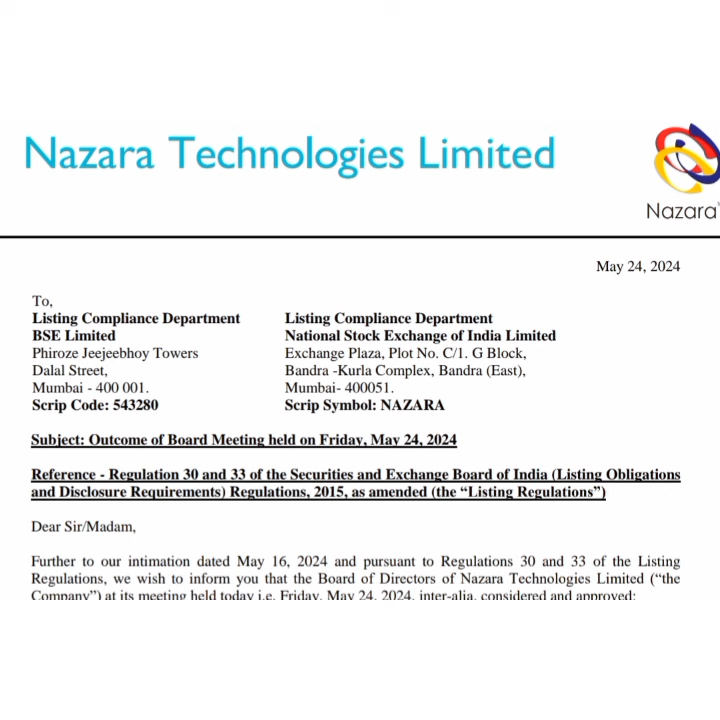 Nazara Technologies Limited
Nazara
May 24, 2024
To,
Listing Compliance Department
BSE Limited
Phiroze Jeejeebhoy Towers
Dalal Street,
Mumbai - 400 001.
Scrip Code: 543280
Listing Compliance Department
National Stock Exchange of India Limited
Exchange Plaza, Plot No. C/1. G Block,
Bandra -Kurla Complex, Bandra (East),
Mumbai- 400051.
Scrip Symbol: NAZARA
Subject: Outcome of Board Meeting held on Friday, May 24, 2024
Reference - Regulation 30 and 33 of the Securities and Exchange Board of India (Listing Obligations
and Disclosure Requirements) Regulations, 2015, as amended (the “Listing Regulations”)
Dear Sir/Madam,
Further to our intimation dated May 16, 2024 and pursuant to Regulations 30 and 33 of the Listing
Regulations, we wish to inform you that the Board of Directors of Nazara Technologies Limited (“the
Company”) at its meeting held today i.e. Friday, May 24, 2024, inter-alia, considered and approved: